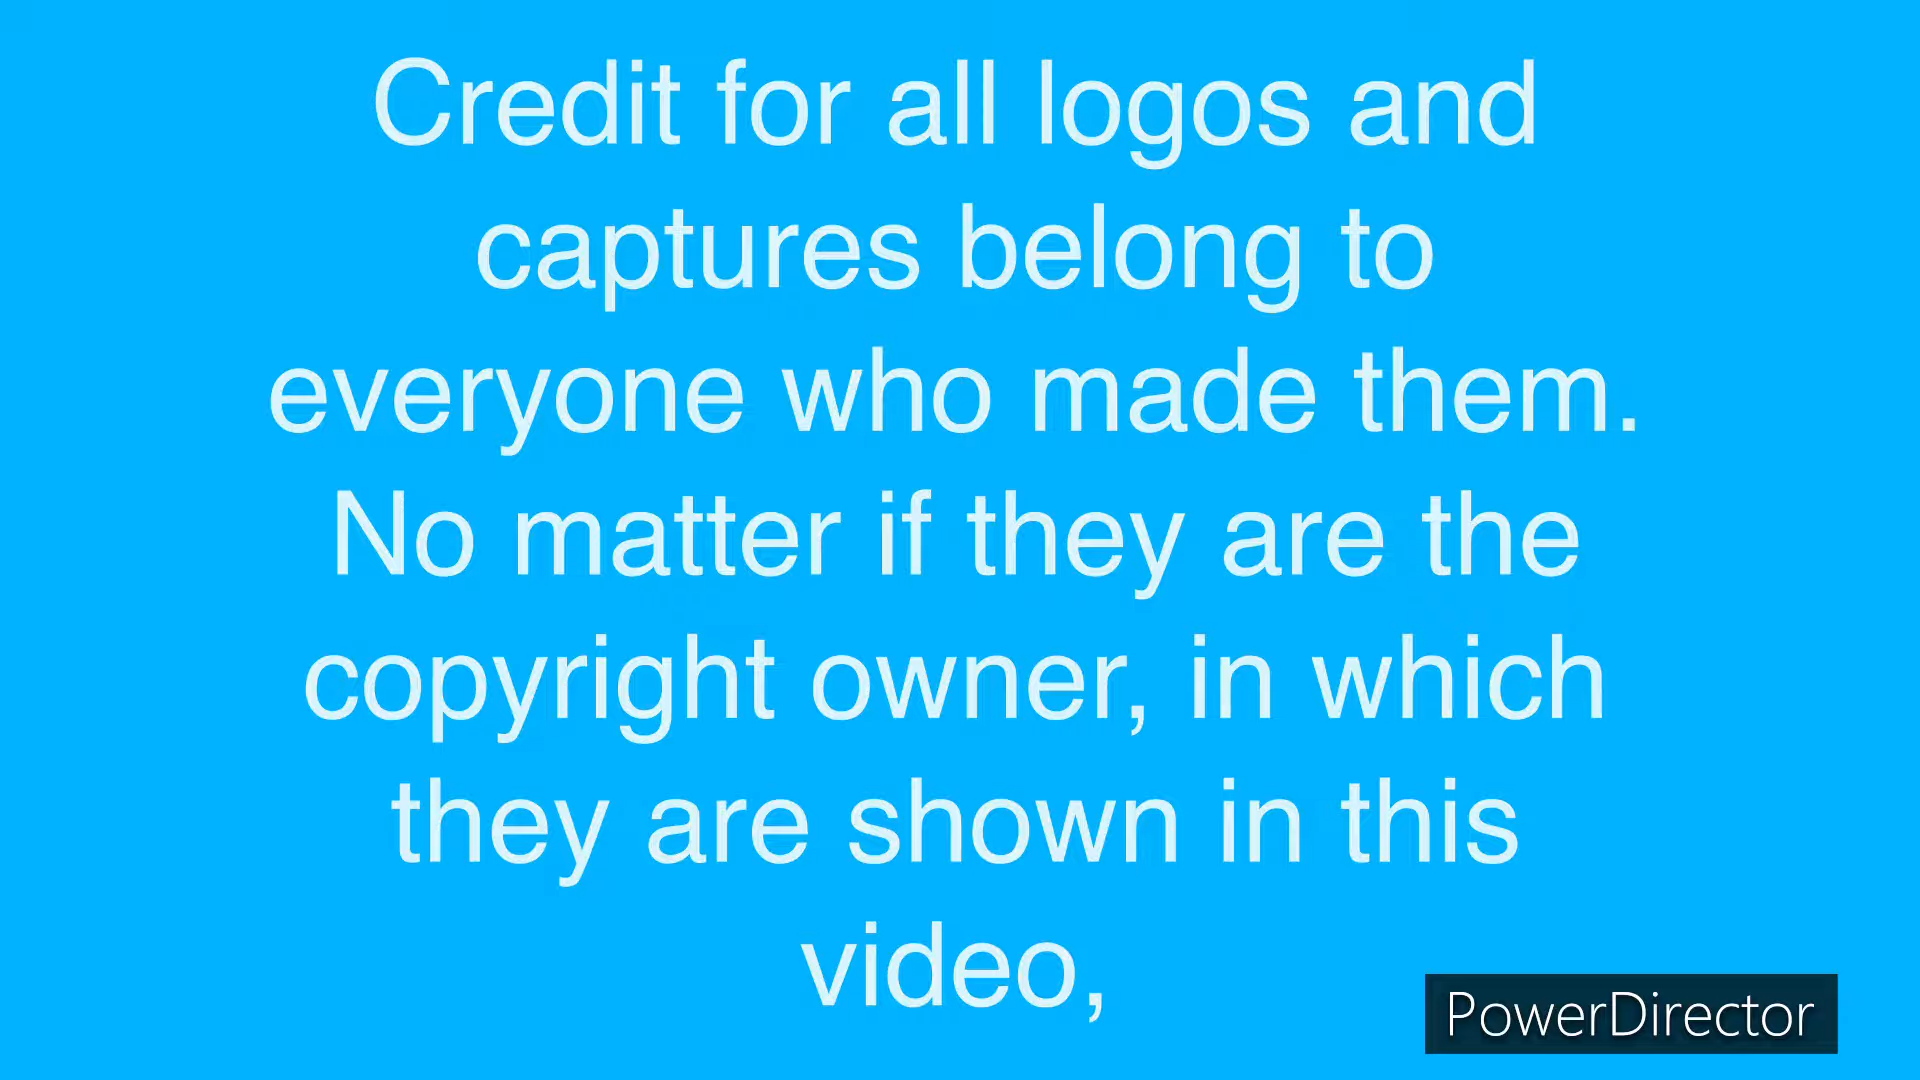 Credit for all logos and
captures belong to
everyone who made them.
No matter if they are the
copyright owner, in which
they are shown in this
video,
PowerDirector